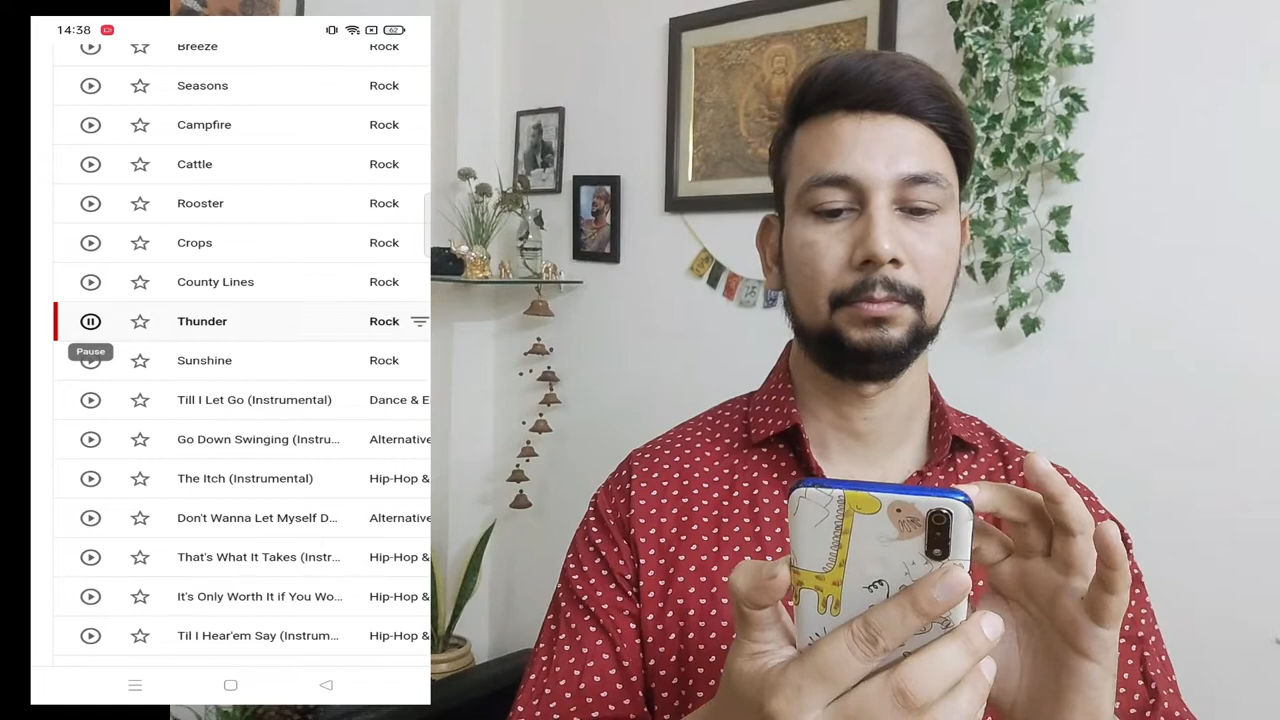 14:38
62
Breeze Rock
Seasons Rock
Campfire Rock
Cattle Rock
Rooster Rock
Crops Rock
County Lines Rock
Thunder Rock
Pause
Sunshine Rock
Till I Let Go (Instrumental) Dance & E
Go Down Swinging (Instru... Alternative
The Itch (Instrumental) Hip-Hop &
Don't Wanna Let Myself D... Alternative
That's What It Takes (Instr... Hip-Hop &
It's Only Worth It if You Wo... Hip-Hop &
Til I Hear'em Say (Instrum... Hip-Hop &